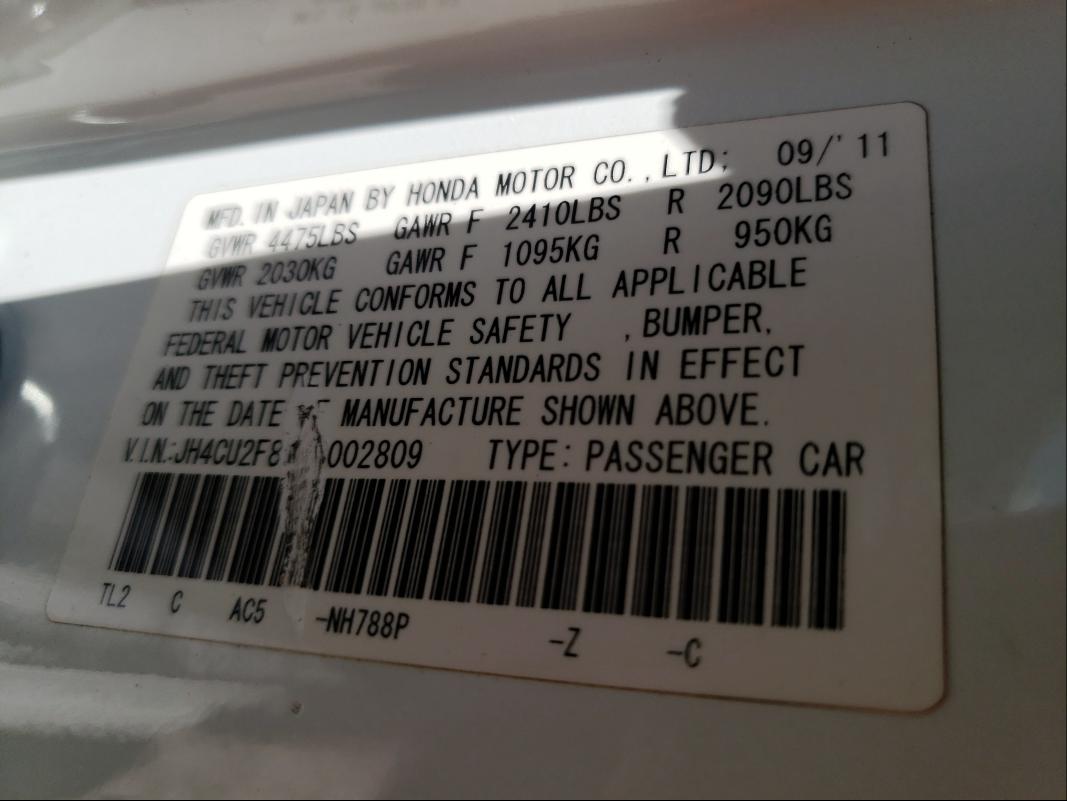 MFD. IN JAPAN BY HONDA MOTOR CO., LTD; 09/'11
GVWR 4475LBS GAWR F 2410LBS R 2090LBS
GVWR 2030KG GAWR F 1095KG R 950KG
THIS VEHICLE CONFORMS TO ALL APPLICABLE
FEDERAL MOTOR VEHICLE SAFETY , BUMPER,
AND THEFT PREVENTION STANDARDS IN EFFECT
ON THE DATE MANUFACTURE SHOWN ABOVE.
V.I.N.: TYPE: PASSENGER CAR
TL2 C AC5 -NH788P -Z -C